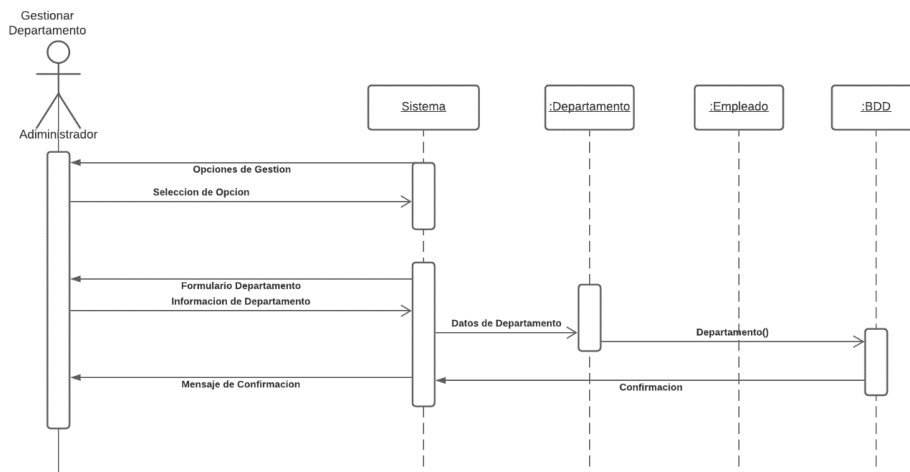 Gestionar
Departamento
Adiministrador
Sistema
:Departamento
:Empleado
:BDD
Opciones de Gestion
Seleccion de Opcion
Formulario Departamento
Informacion de Departamento
Datos de Departamento
Departamento()
Mensaje de Confirmacion
Confirmacion